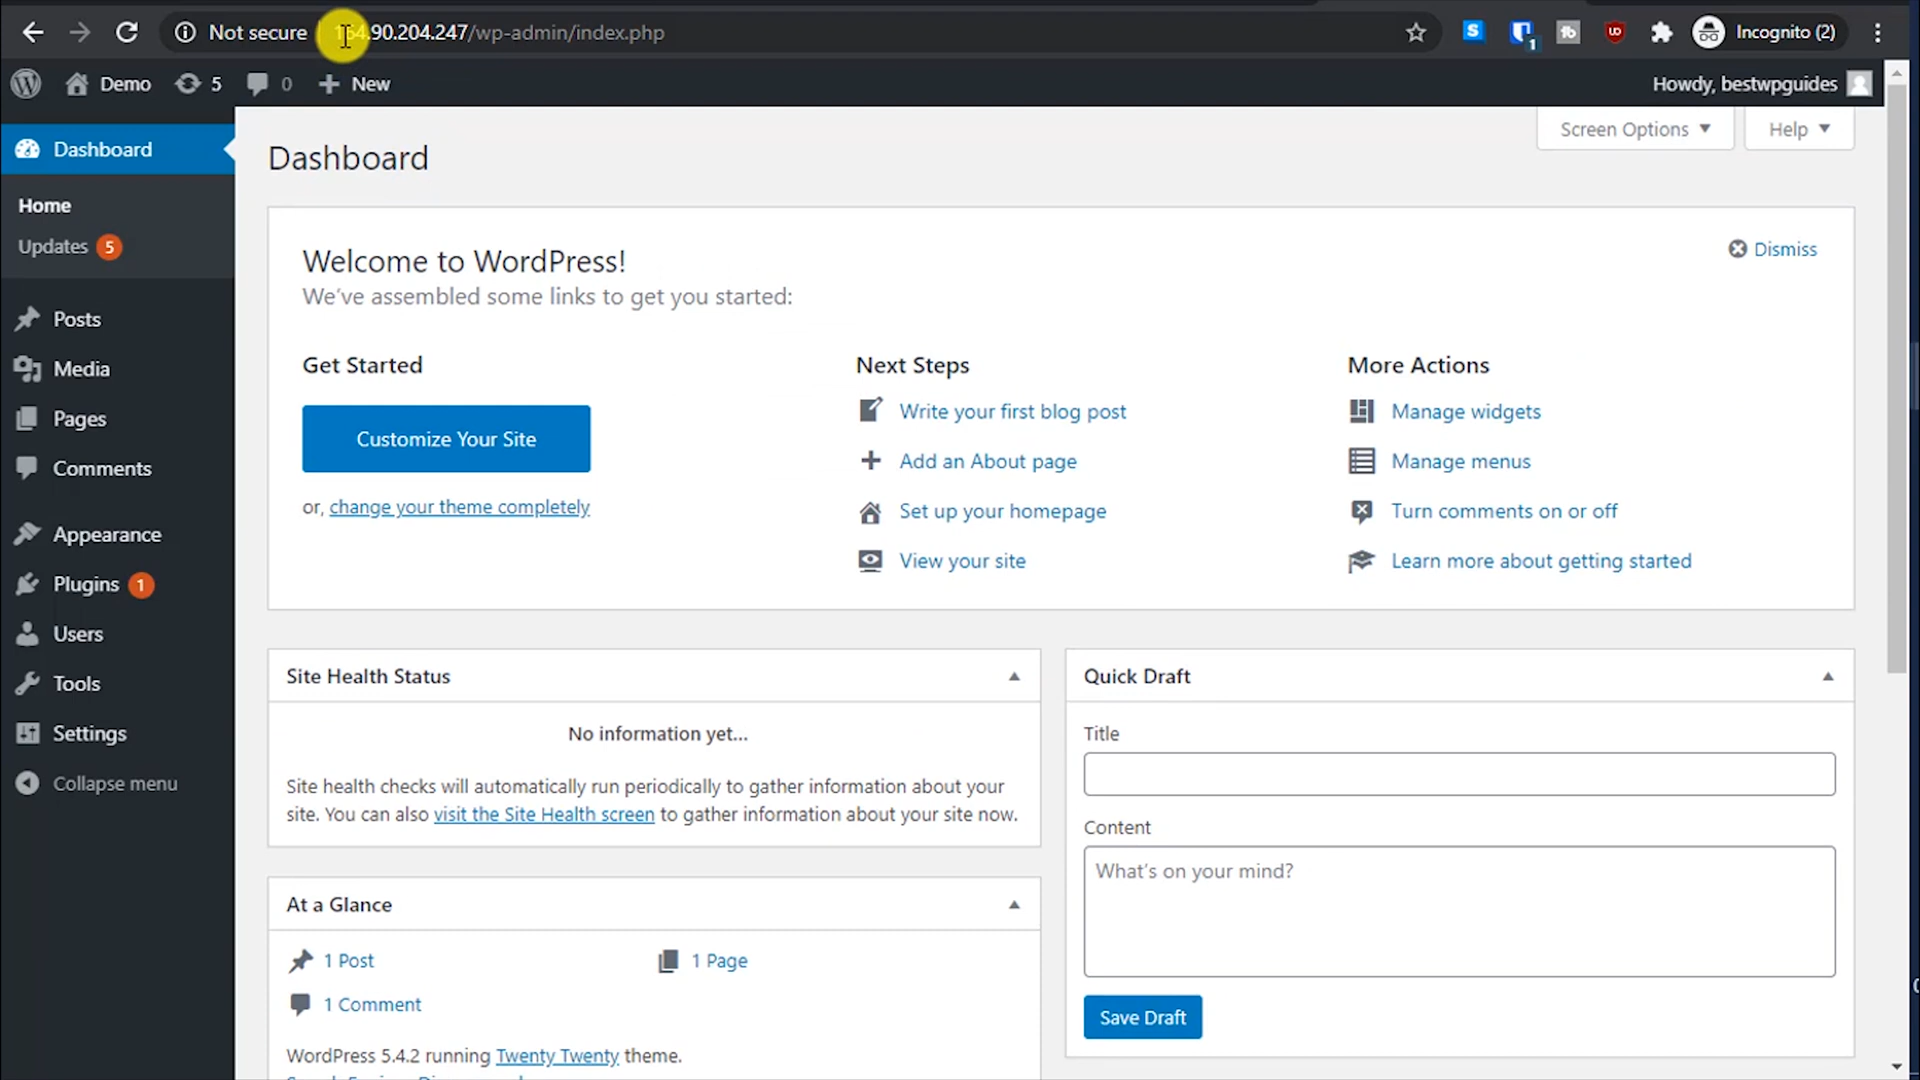 Not secure 164.90.204.247/wp-admin/index.php
Incognito (2)
Demo 5 0 New
Howdy, bestwpguides
Dashboard
Home
Updates 5
Posts
Media
Pages
Comments
Appearance
Plugins 1
Users
Tools
Settings
Collapse menu
Dashboard
Screen Options
Help
Welcome to WordPress!
We've assembled some links to get you started:
Dismiss
Get Started
Customize Your Site
or, change your theme completely
Next Steps
Write your first blog post
Add an About page
Set up your homepage
View your site
More Actions
Manage widgets
Manage menus
Turn comments on or off
Learn more about getting started
Site Health Status
No information yet...
Site health checks will automatically run periodically to gather information about your
site. You can also visit the Site Health screen to gather information about your site now.
At a Glance
1 Post
1 Page
1 Comment
WordPress 5.4.2 running Twenty Twenty theme.
Quick Draft
Title
Content
What's on your mind?
Save Draft